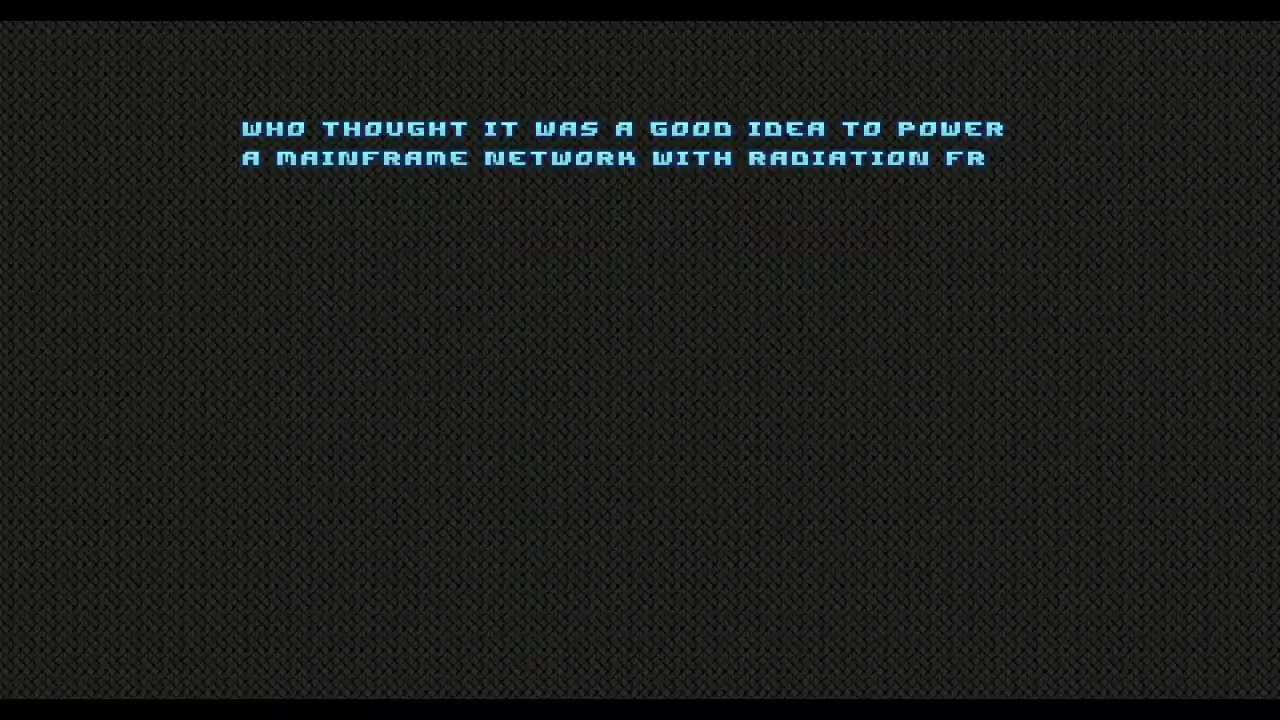 WHO THOUGHT IT WAS A GOOD IDEA TO POWER
A MAINFRAME NETWORK WITH RADIATION FR